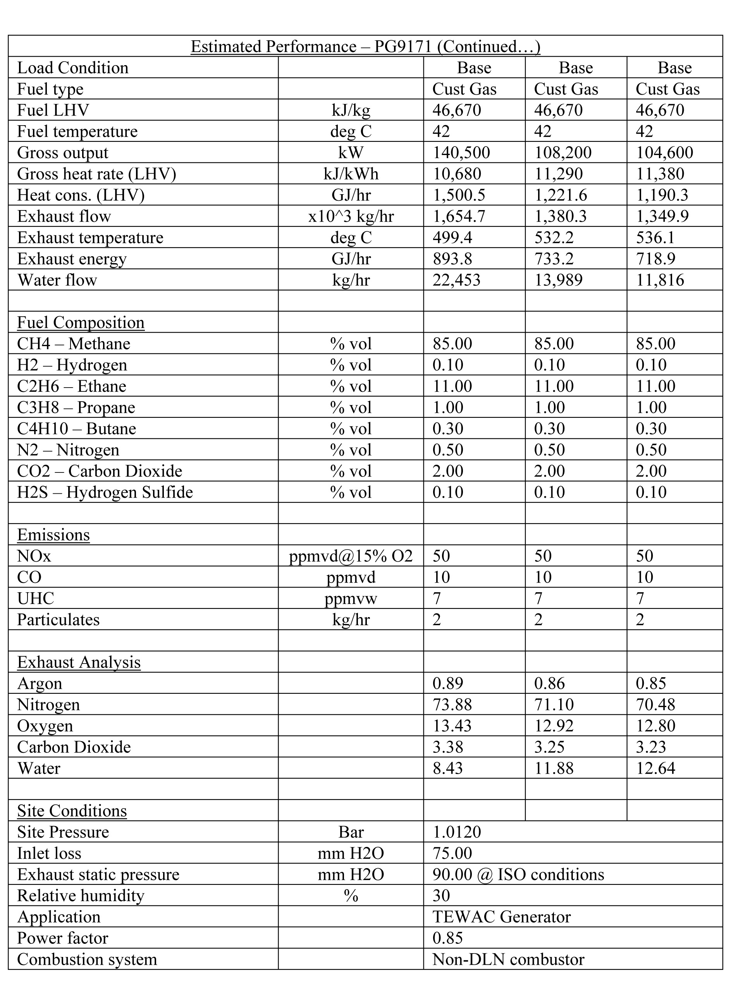 Estimated Performance – PG9171 (Continued…)
Load Condition Base Base Base
Fuel type Cust Gas Cust Gas Cust Gas
Fuel LHV kJ/kg 46,670 46,670 46,670
Fuel temperature deg C 42 42 42
Gross output kW 140,500 108,200 104,600
Gross heat rate (LHV) kJ/kWh 10,680 11,290 11,380
Heat cons. (LHV) GJ/hr 1,500.5 1,221.6 1,190.3
Exhaust flow x10^3 kg/hr 1,654.7 1,380.3 1,349.9
Exhaust temperature deg C 499.4 532.2 536.1
Exhaust energy GJ/hr 893.8 733.2 718.9
Water flow kg/hr 22,453 13,989 11,816
Fuel Composition
CH4 – Methane % vol 85.00 85.00 85.00
H2 – Hydrogen % vol 0.10 0.10 0.10
C2H6 – Ethane % vol 11.00 11.00 11.00
C3H8 – Propane % vol 1.00 1.00 1.00
C4H10 – Butane % vol 0.30 0.30 0.30
N2 – Nitrogen % vol 0.50 0.50 0.50
CO2 – Carbon Dioxide % vol 2.00 2.00 2.00
H2S – Hydrogen Sulfide % vol 0.10 0.10 0.10
Emissions
NOx ppmvd@15% O2 50 50 50
CO ppmvd 10 10 10
UHC ppmvw 7 7 7
Particulates kg/hr 2 2 2
Exhaust Analysis
Argon 0.89 0.86 0.85
Nitrogen 73.88 71.10 70.48
Oxygen 13.43 12.92 12.80
Carbon Dioxide 3.38 3.25 3.23
Water 8.43 11.88 12.64
Site Conditions
Site Pressure Bar 1.0120
Inlet loss mm H2O 75.00
Exhaust static pressure mm H2O 90.00 @ ISO conditions
Relative humidity % 30
Application TEWAC Generator
Power factor 0.85
Combustion system Non-DLN combustor